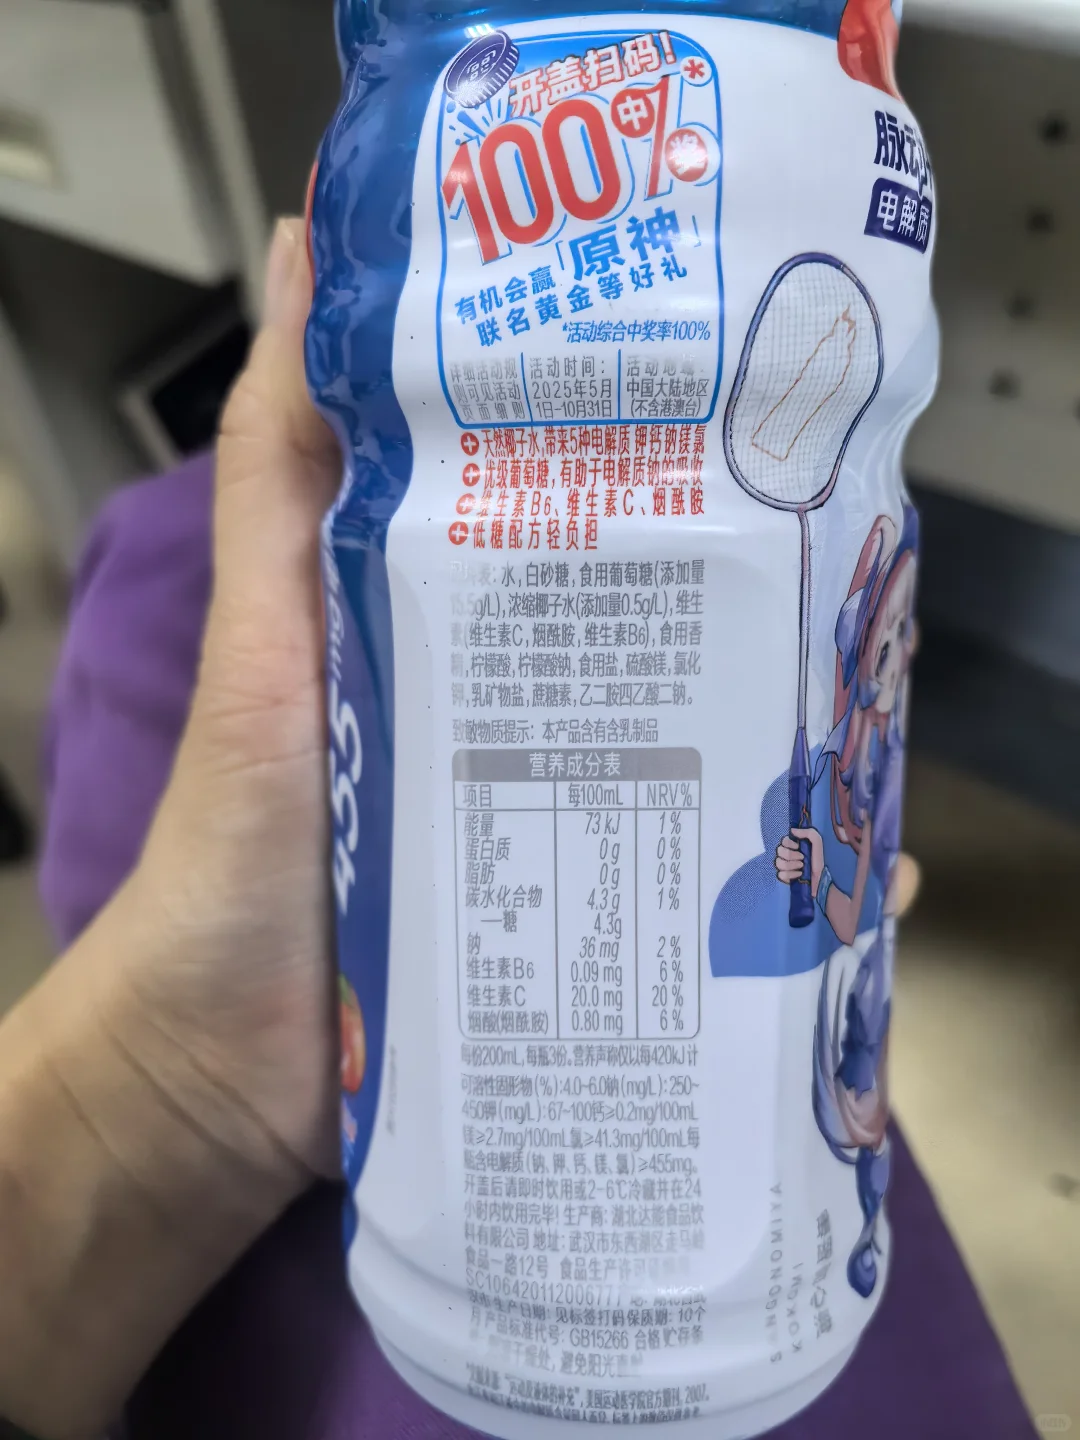 开盖扫码!*
100%
中奖
有机会赢「原神」
联名黄金等好礼
*活动综合中奖率100%
详细活动规
则可见活动
页面细则
活动时间:
2025年5月
1日-10月31日
活动地域:
中国大陆地区
(不含港澳台)
脉动+
电解质
天然椰子水,带来5种电解质 钾钙钠镁氯
优级葡萄糖,有助于电解质钠的吸收
维生素B6、维生素C、烟酰胺
低糖配方轻负担
水,白砂糖,食用葡萄糖(添加量
15.5g/L),浓缩椰子水(添加量0.5g/L),维生
素(维生素C,烟酰胺,维生素B6),食用香
精,柠檬酸,柠檬酸钠,食用盐,硫酸镁,氯化
钾,乳矿物盐,蔗糖素,乙二胺四乙酸二钠。
致敏物质提示: 本产品含有含乳制品
营养成分表
项目 每100mL NRV%
能量 73 kJ 1%
蛋白质 0 g 0%
脂肪 0 g 0%
碳水化合物 4.3 g 1%
—糖 4.3g
钠 36 mg 2%
维生素B6 0.09 mg 6%
维生素C 20.0 mg 20%
烟酸(烟酰胺) 0.80 mg 6%
每份200mL,每瓶3份。营养声称仅以每420kJ计
可溶性固形物(%):4.0-6.0钠(mg/L):250-
450钾(mg/L):67-100钙≥0.2mg/100mL
镁≥2.7mg/100mL氯≥41.3mg/100mL每
瓶含电解质(钠、钾、钙、镁、氯)≥455mg。
开盖后请即时饮用或2-6℃冷藏并在24
小时内饮用完毕! 生产商: 湖北达能食品饮
料有限公司 地址: 武汉市东西湖区走马岭
食品一路12号 食品生产许可证
SC10642011200677
生产日期: 见标签打码 保质期: 10个
月 产品标准代号: GB15266 合格 贮存条
干燥处, 避免阳光直射
455mg
SANGONOMIYA
KOKOMI
珊瑚宫心海